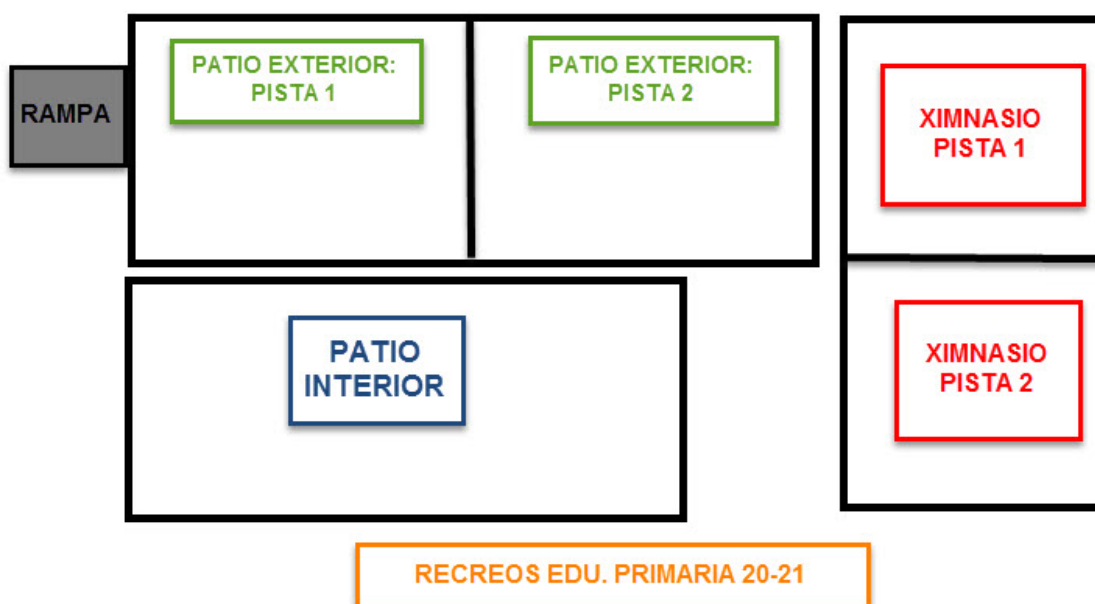 RAMPA
PATIO EXTERIOR:
PISTA 1
PATIO EXTERIOR:
PISTA 2
XIMNASIO
PISTA 1
PATIO
INTERIOR
XIMNASIO
PISTA 2
RECREOS EDU. PRIMARIA 20-21